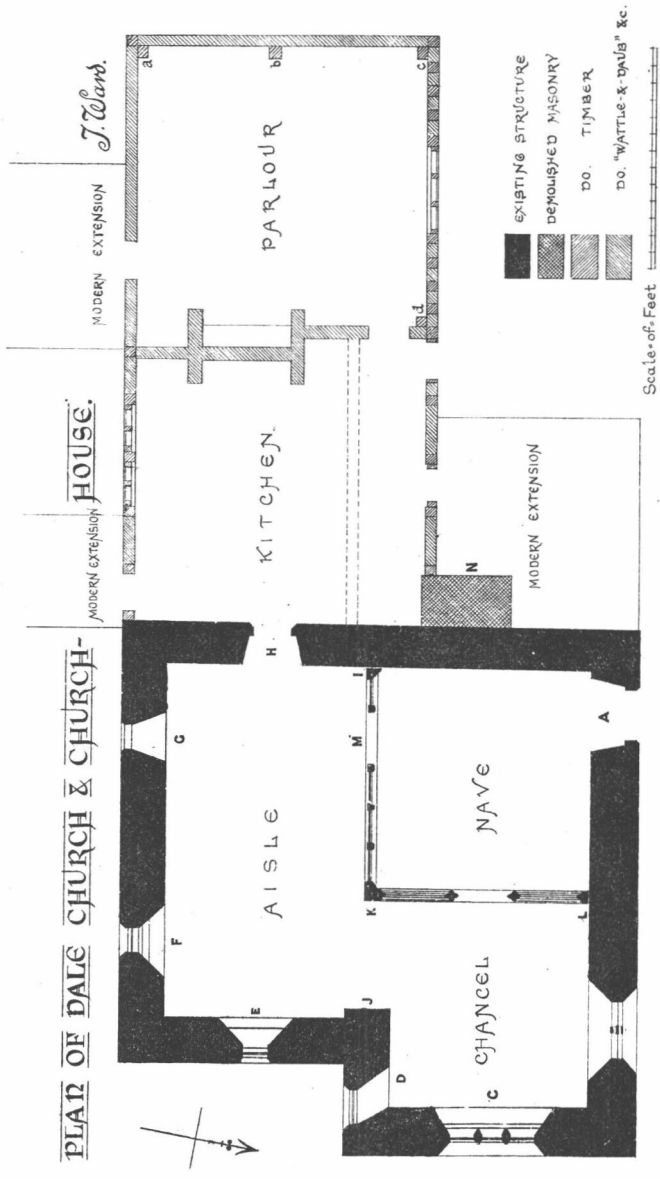 PLAN OF DALE CHURCH & CHURCH-HOUSE.
J. Ward.
MODERN EXTENSION
MODERN EXTENSION
AISLE
KITCHEN
PARLOUR
CHANCEL
NAVE
MODERN EXTENSION
A
C
D
E
F
G
H
I
J
K
L
M
N
a
b
c
d
EXISTING STRUCTURE
DEMOLISHED MASONRY
DO. TIMBER
DO. "WATTLE-&-DAUB" &c.
Scale-of-Feet